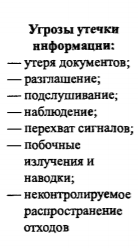 Угрозы утечки
информации:
— утеря документов;
— разглашение;
— подслушивание;
— наблюдение;
— перехват сигналов;
— побочные
излучения и
наводки;
— неконтролируемое
распространение
отходов